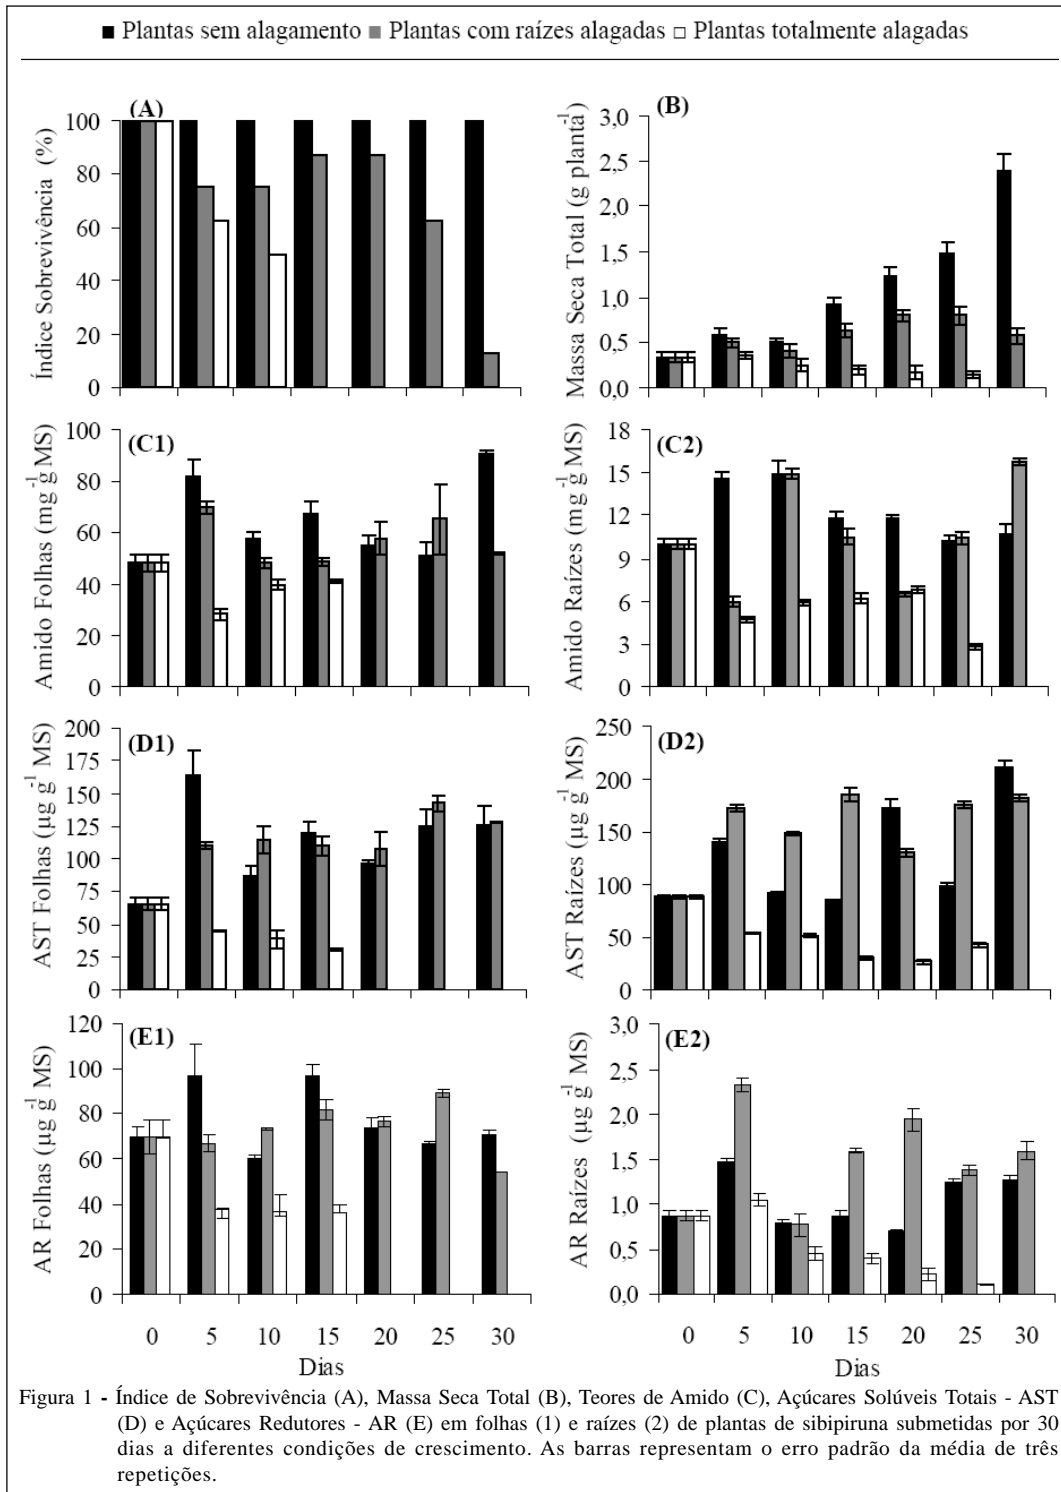 ■ Plantas sem alagamento ■ Plantas com raízes alagadas □ Plantas totalmente alagadas
(A)
Índice Sobrevivência (%)
100
80
60
40
20
0
(B)
Massa Seca Total (g planta⁻¹)
3,0
2,5
2,0
1,5
1,0
0,5
0,0
(C1)
Amido Folhas (mg⁻¹g MS)
100
80
60
40
20
0
(C2)
Amido Raízes (mg⁻¹g MS)
18
15
12
9
6
3
0
(D1)
AST Folhas (µg g⁻¹ MS)
200
175
150
125
100
75
50
25
0
(D2)
AST Raízes (µg g⁻¹ MS)
250
200
150
100
50
0
(E1)
AR Folhas (µg g⁻¹ MS)
120
100
80
60
40
20
0
0 5 10 15 20 25 30
Dias
(E2)
AR Raízes (µg g⁻¹ MS)
3,0
2,5
2,0
1,5
1,0
0,5
0,0
0 5 10 15 20 25 30
Dias
Figura 1 - Índice de Sobrevivência (A), Massa Seca Total (B), Teores de Amido (C), Açúcares Solúveis Totais - AST
(D) e Açúcares Redutores - AR (E) em folhas (1) e raízes (2) de plantas de sibipiruna submetidas por 30
dias a diferentes condições de crescimento. As barras representam o erro padrão da média de três
repetições.